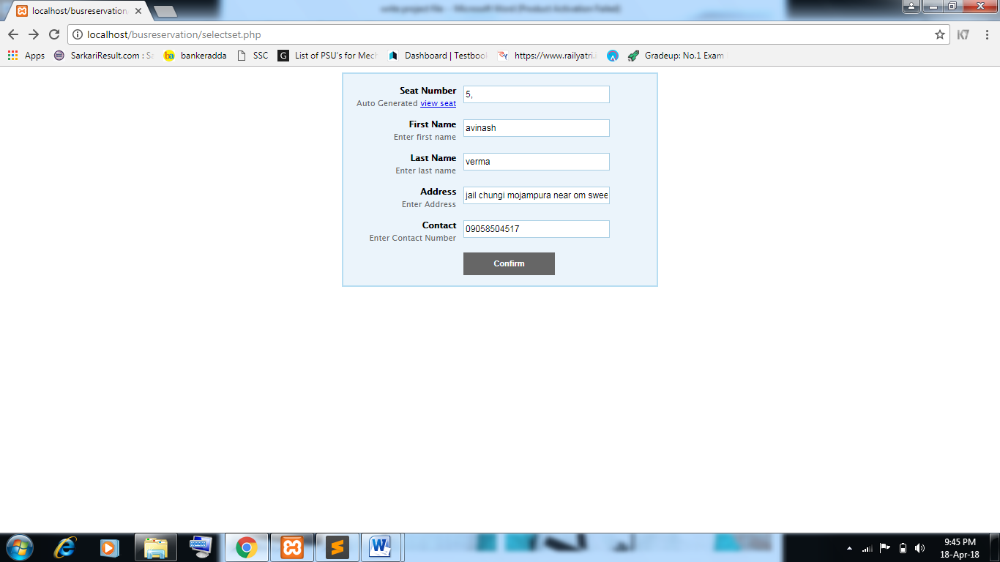 write project file - Microsoft Word (Product Activation Failed)
localhost/busreservation
localhost/busreservation/selectset.php
K7
Apps
SarkariResult.com : Sa
ba bankeradda
SSC
G List of PSU's for Mech
Dashboard | Testboo
https://www.railyatri.i
Gradeup: No.1 Exam
Seat Number
5,
Auto Generated view seat
First Name
avinash
Enter first name
Last Name
verma
Enter last name
Address
jail chungi mojampura near om swee
Enter Address
Contact
09058504517
Enter Contact Number
Confirm
9:45 PM
18-Apr-18